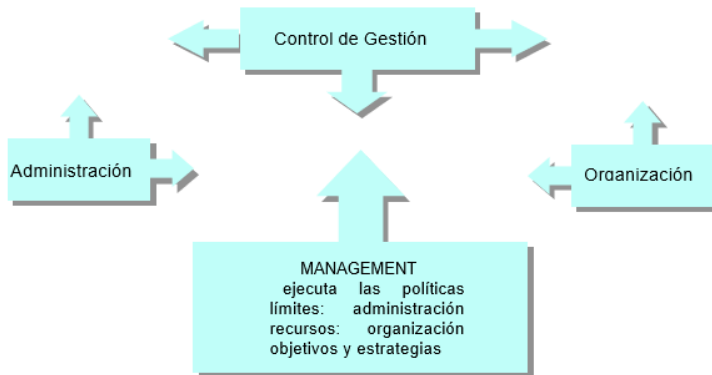 Control de Gestión
Administración
Organización
MANAGEMENT
ejecuta las políticas
límites: administración
recursos: organización
objetivos y estrategias